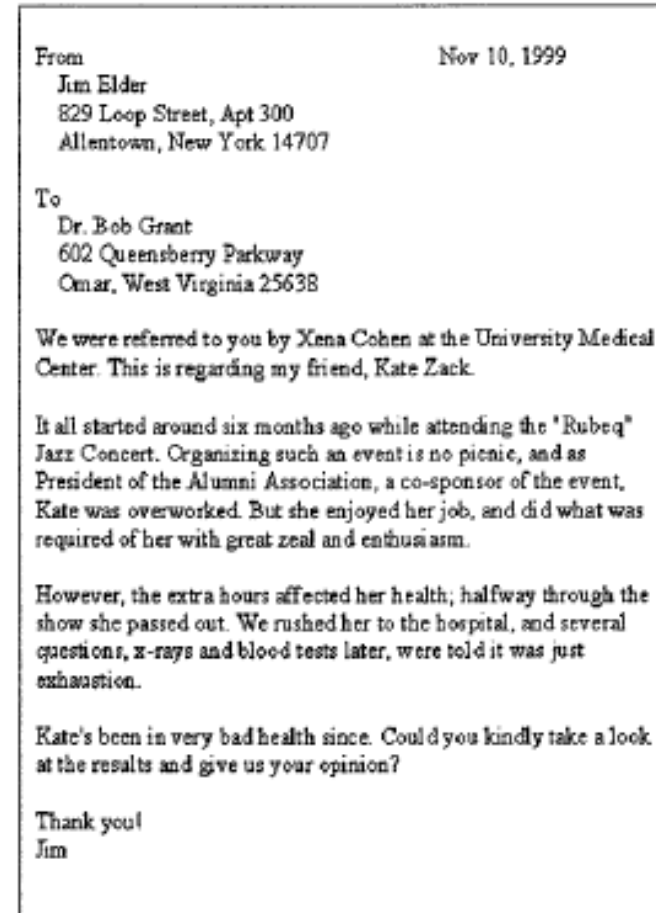 From Nov 10, 1999
Jim Elder
829 Loop Street, Apt 300
Allentown, New York 14707
To
Dr. Bob Grant
602 Queensberry Parkway
Omar, West Virginia 25638
We were referred to you by Xena Cohen at the University Medical
Center. This is regarding my friend, Kate Zack.
It all started around six months ago while attending the "Rubeq"
Jazz Concert. Organizing such an event is no picnic, and as
President of the Alumni Association, a co-sponsor of the event,
Kate was overworked. But she enjoyed her job, and did what was
required of her with great zeal and enthusiasm.
However, the extra hours affected her health; halfway through the
show she passed out. We rushed her to the hospital, and several
questions, x-rays and blood tests later, were told it was just
exhaustion.
Kate's been in very bad health since. Could you kindly take a look
at the results and give us your opinion?
Thank you!
Jim